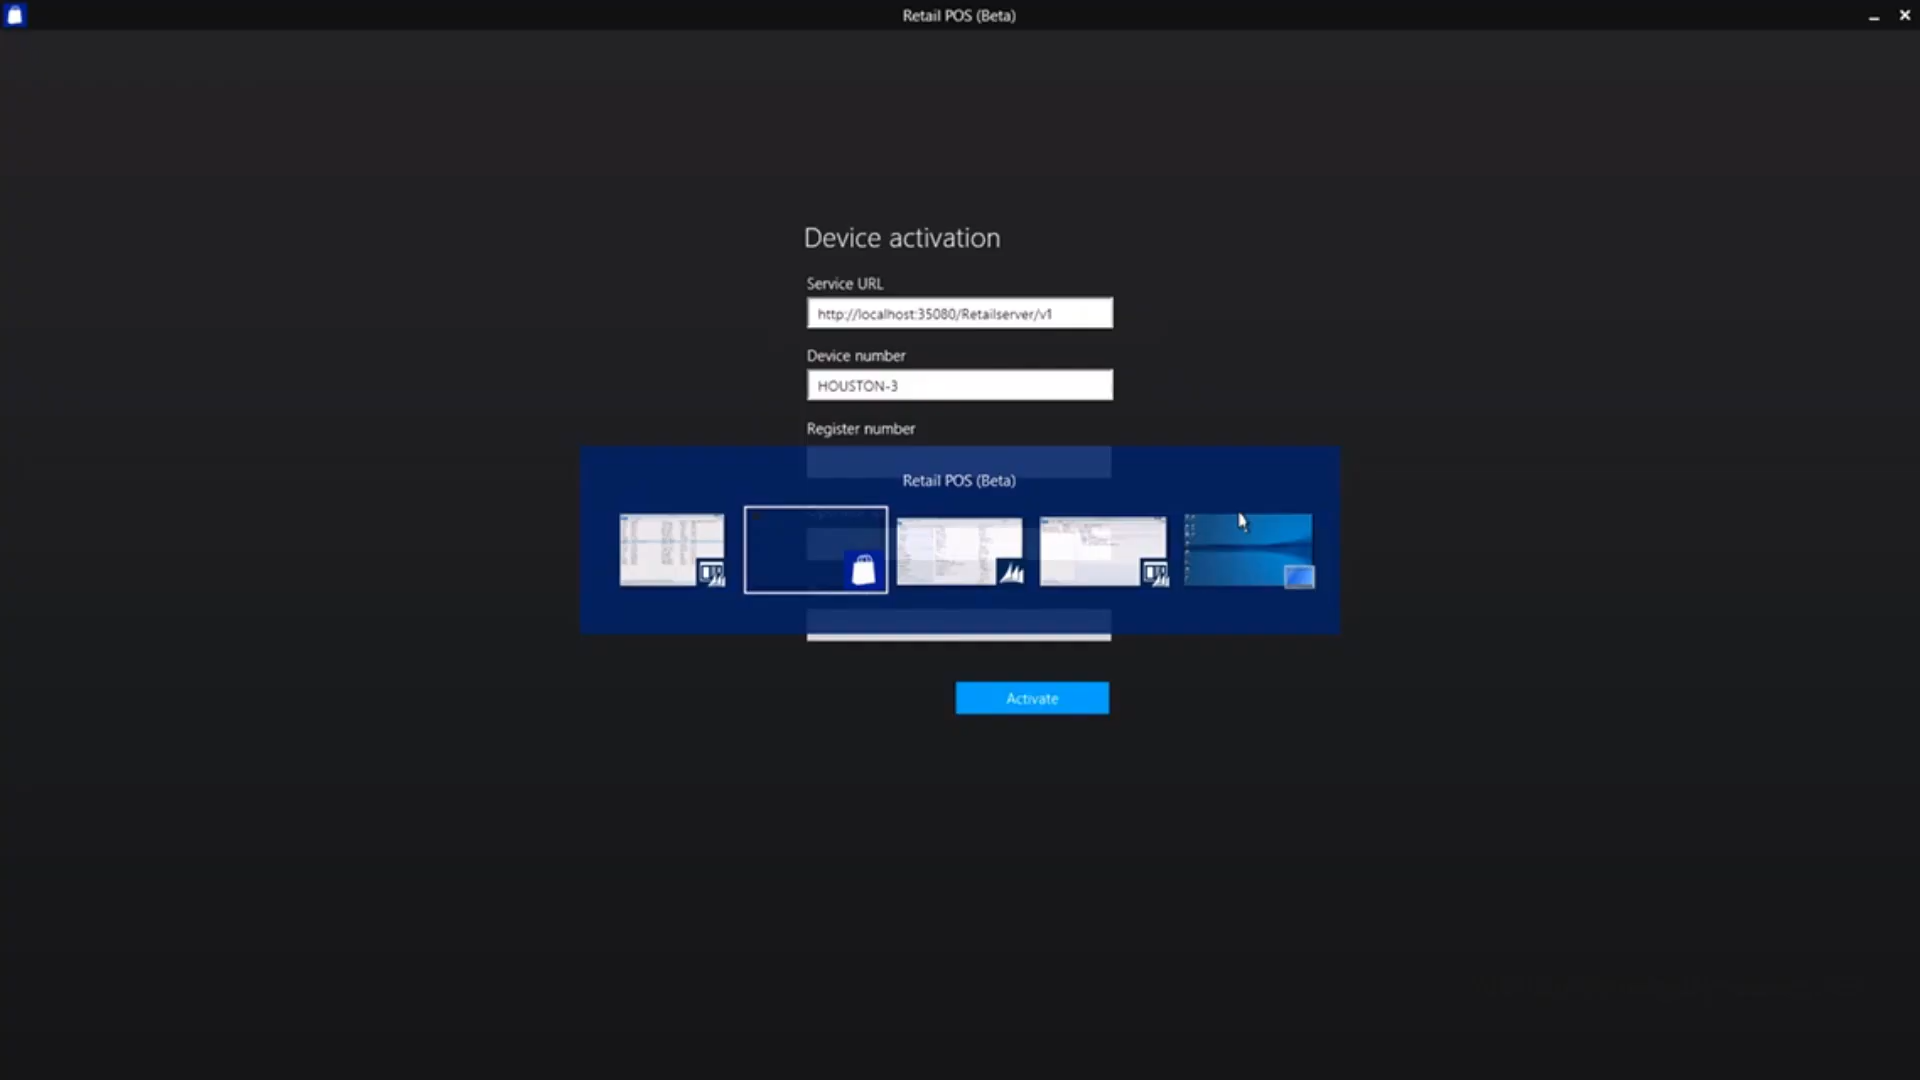 Retail POS (Beta)
Device activation
Service URL
http://localhost:35080/Retailserver/v1
Device number
HOUSTON-3
Register number
Retail POS (Beta)
Activate